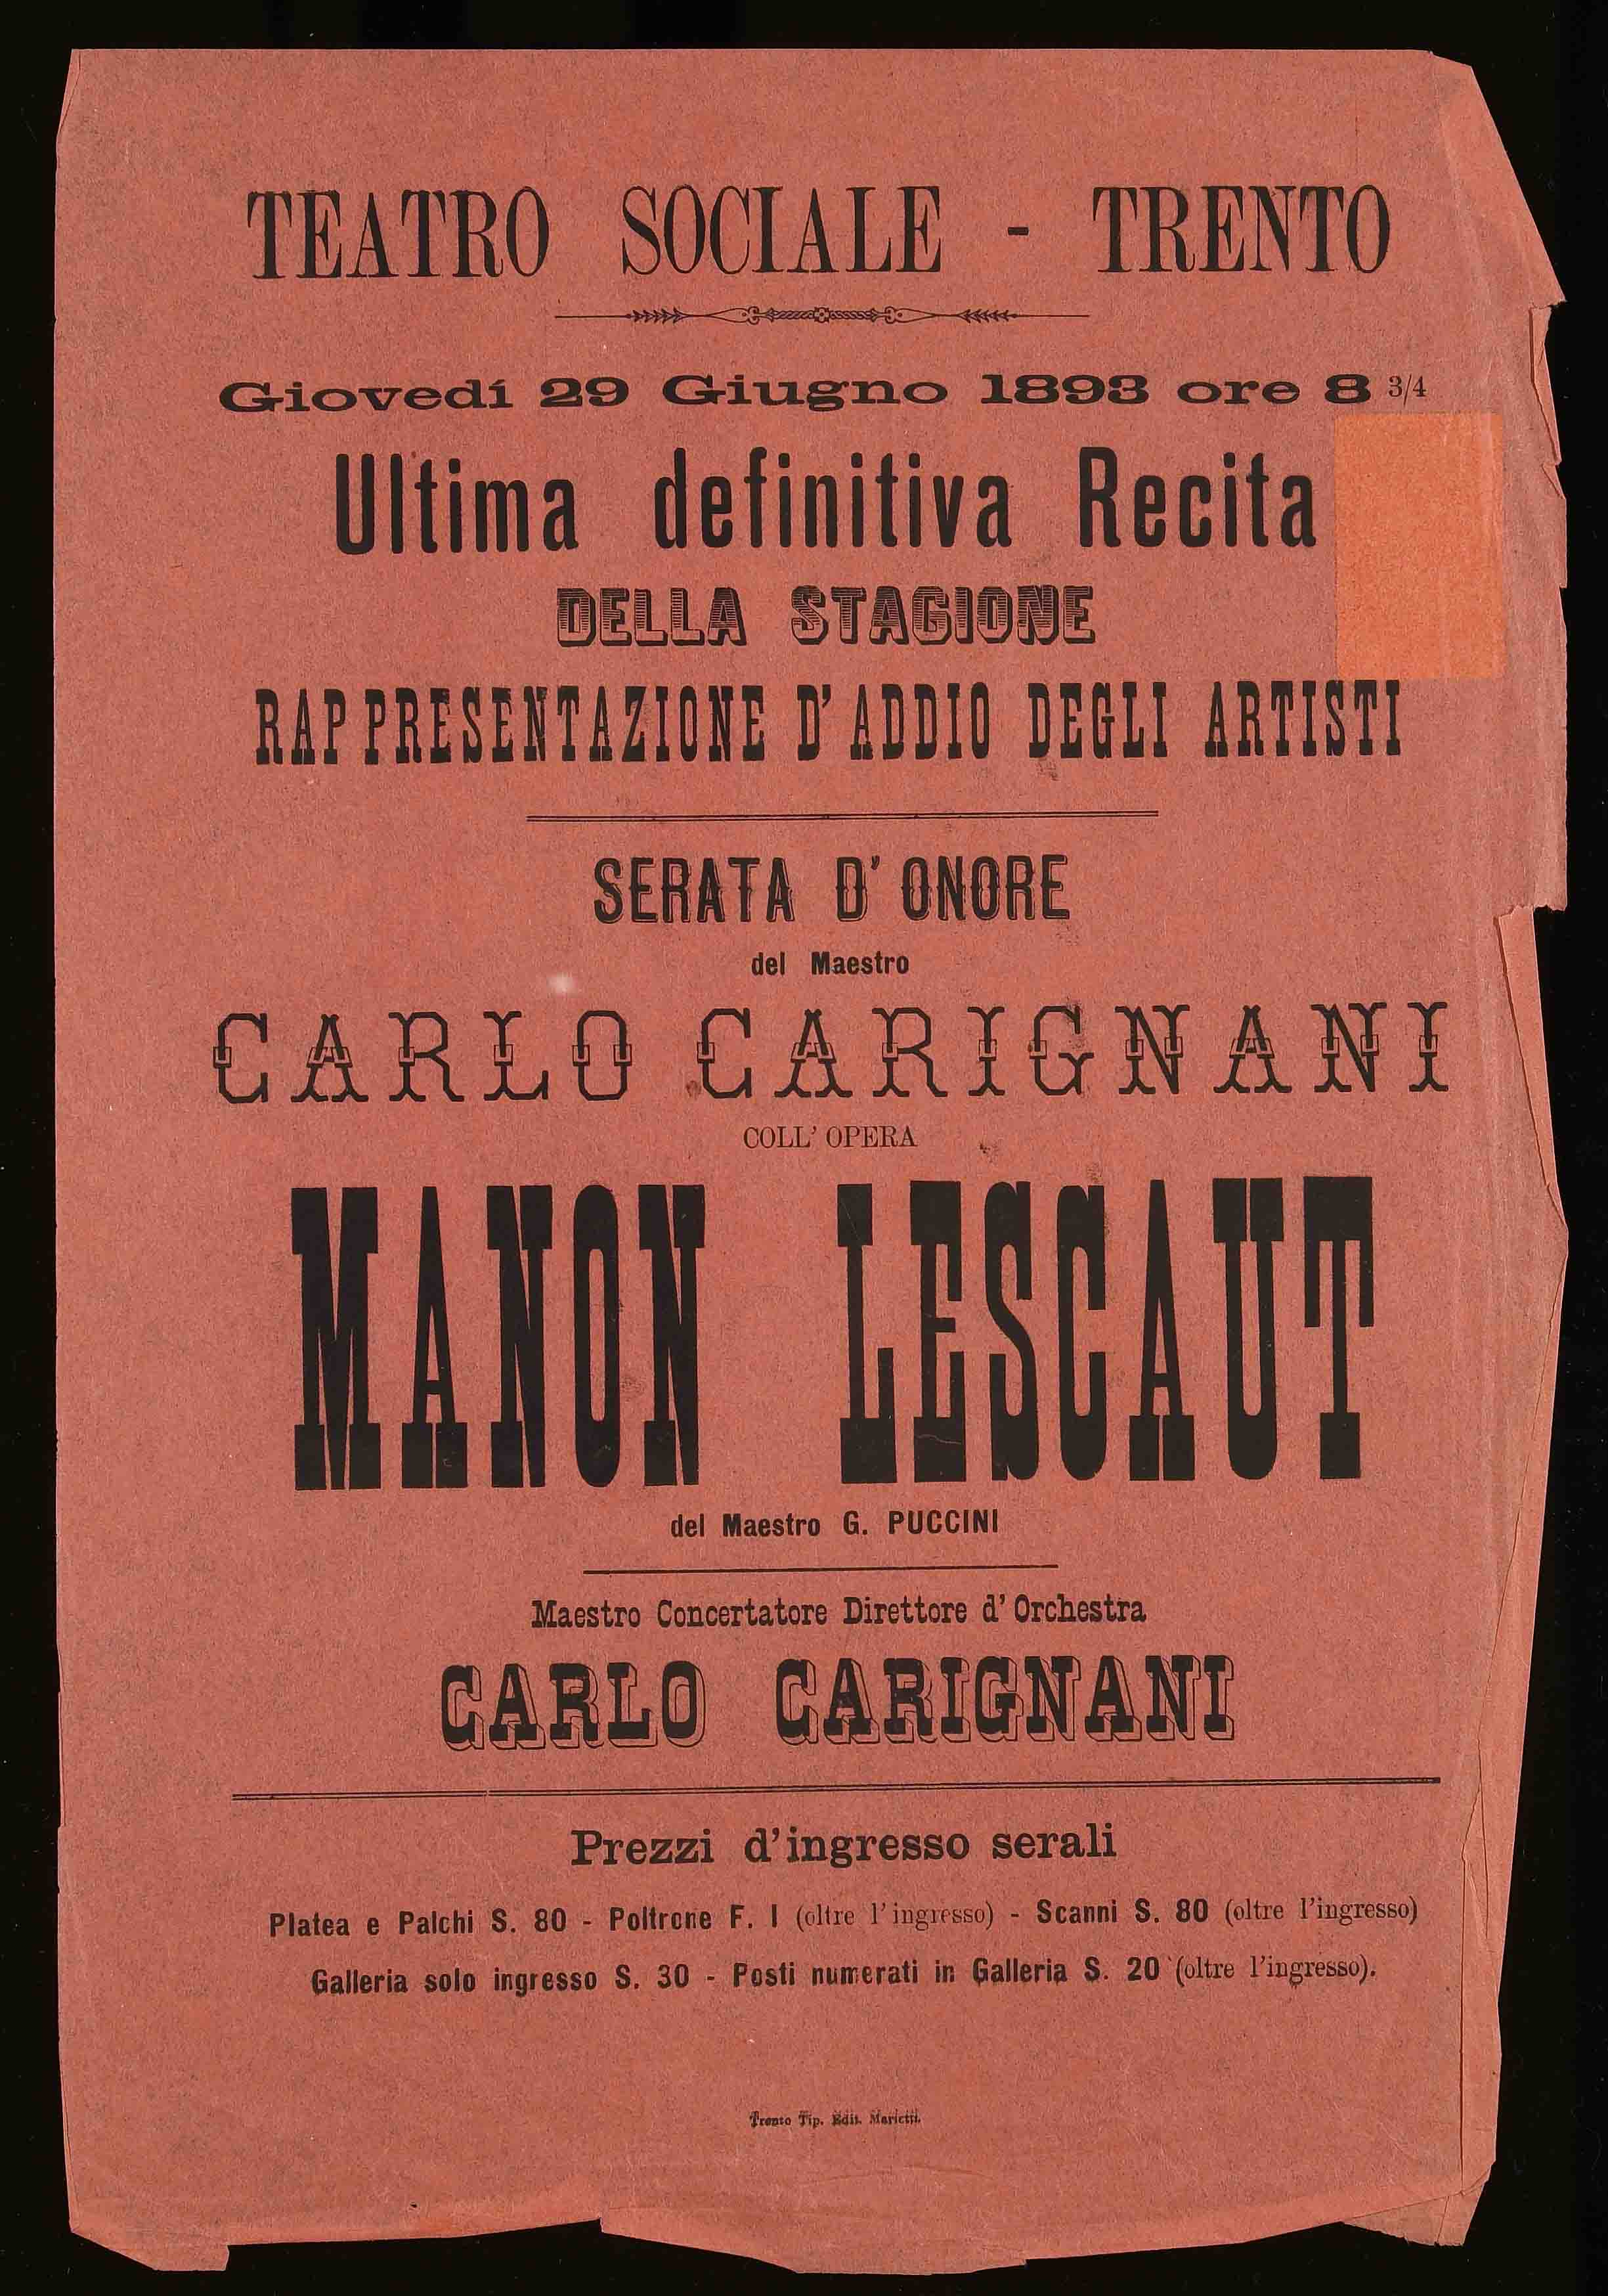 TEATRO SOCIALE - TRENTO
Giovedí 29 Giugno 1893 ore 8 3/4
Ultima definitiva Recita
DELLA STAGIONE
RAPPRESENTAZIONE D'ADDIO DEGLI ARTISTI
SERATA D'ONORE
del Maestro
CARLO CARIGNANI
COLL' OPERA
MANON LESCAUT
del Maestro G. PUCCINI
Maestro Concertatore Direttore d'Orchestra
CARLO CARIGNANI
Prezzi d'ingresso serali
Platea e Palchi S. 80 - Poltrone F. 1 (oltre l'ingresso) - Scanni S. 80 (oltre l'ingresso)
Galleria solo ingresso S. 30 - Posti numerati in Galleria S. 20 (oltre l'ingresso).
Trento Tip. Edit. Marietti.